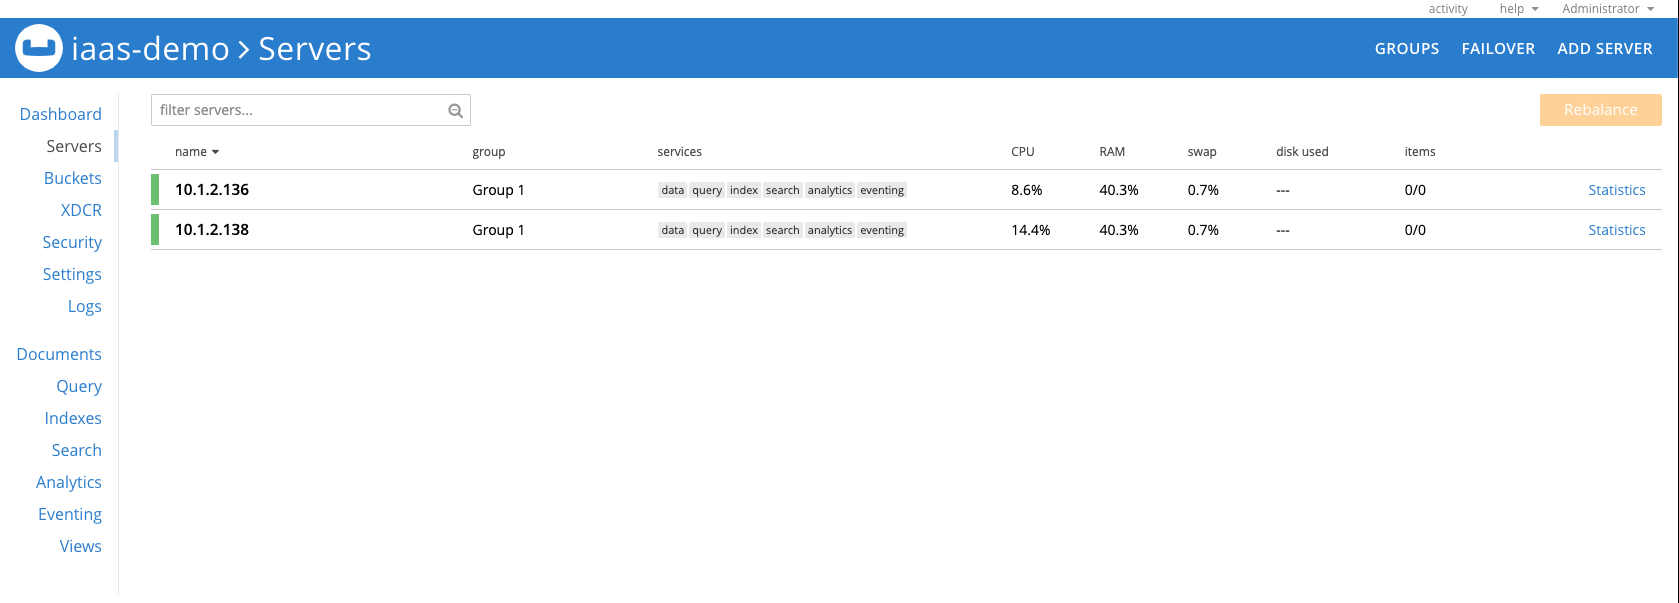 activity help Administrator
iaas-demo > Servers GROUPS FAILOVER ADD SERVER
filter servers... Rebalance
Dashboard
Servers
Buckets
XDCR
Security
Settings
Logs
Documents
Query
Indexes
Search
Analytics
Eventing
Views
name group services CPU RAM swap disk used items
10.1.2.136 Group 1 data query index search analytics eventing 8.6% 40.3% 0.7% --- 0/0 Statistics
10.1.2.138 Group 1 data query index search analytics eventing 14.4% 40.3% 0.7% --- 0/0 Statistics